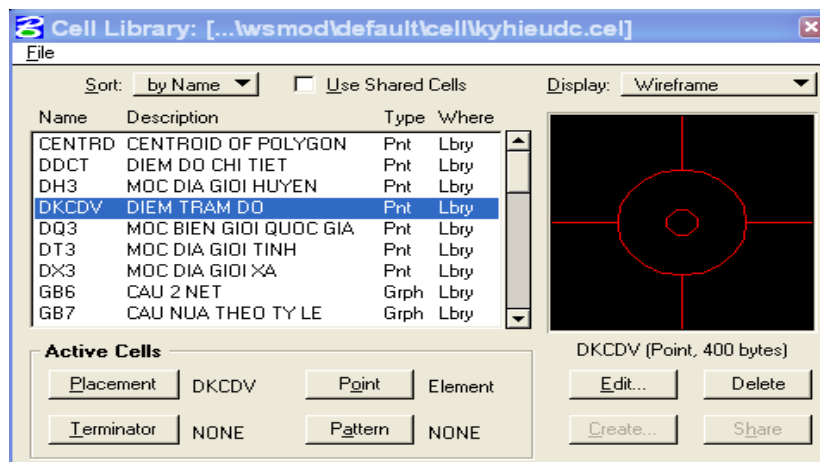 Cell Library: [...\wsmod\default\cell\kyhieudc.cel]
File
Sort: by Name Use Shared Cells Display: Wireframe
Name Description Type Where
CENTRD CENTROID OF POLYGON Pnt Lbry
DDCT DIEM DO CHI TIET Pnt Lbry
DH3 MOC DIA GIOI HUYEN Pnt Lbry
DKCDV DIEM TRAM DO Pnt Lbry
DQ3 MOC BIEN GIOI QUOC GIA Pnt Lbry
DT3 MOC DIA GIOI TINH Pnt Lbry
DX3 MOC DIA GIOI XA Pnt Lbry
GB6 CAU 2 NET Grph Lbry
GB7 CAU NUA THEO TY LE Grph Lbry
DKCDV (Point, 400 bytes)
Active Cells
Placement DKCDV Point Element Edit... Delete
Terminator NONE Pattern NONE Create... Share